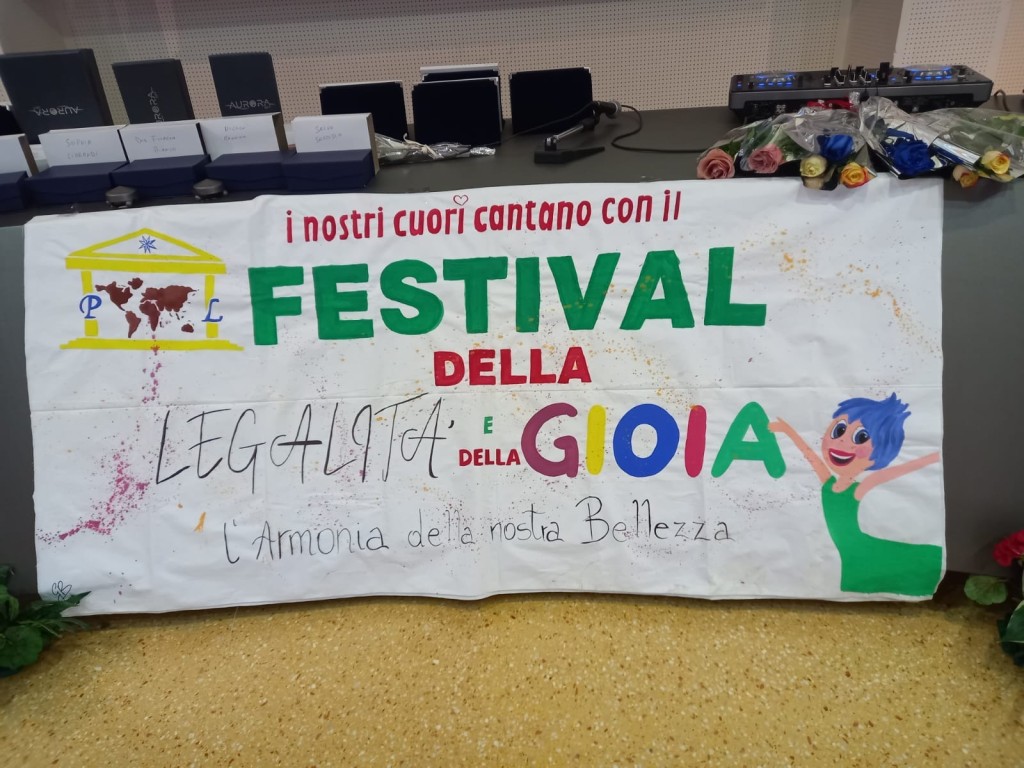 AURORA
AURORA
AURORA
i nostri cuori cantano con il
FESTIVAL
P L
DELLA
LEGALITA' E DELLA GIOIA
l'Armonia della nostra Bellezza